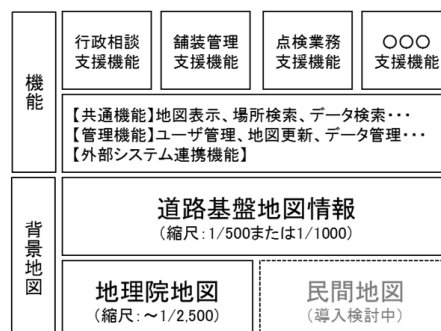 機能
行政相談
支援機能
舗装管理
支援機能
点検業務
支援機能
〇〇〇
支援機能
【共通機能】地図表示、場所検索、データ検索・・・
【管理機能】ユーザ管理、地図更新、データ管理・・・
【外部システム連携機能】
背景地図
道路基盤地図情報
（縮尺：1/500または1/1000）
地理院地図
（縮尺：～1/2,500）
民間地図
（導入検討中）